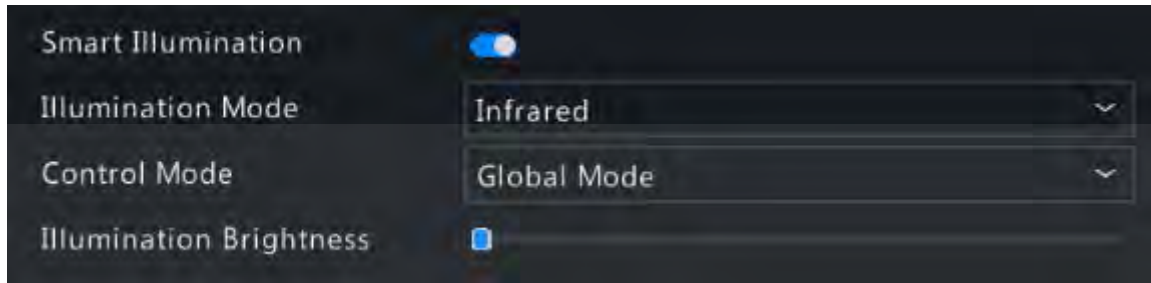 Smart Illumination
Illumination Mode Infrared
Control Mode Global Mode
Illumination Brightness